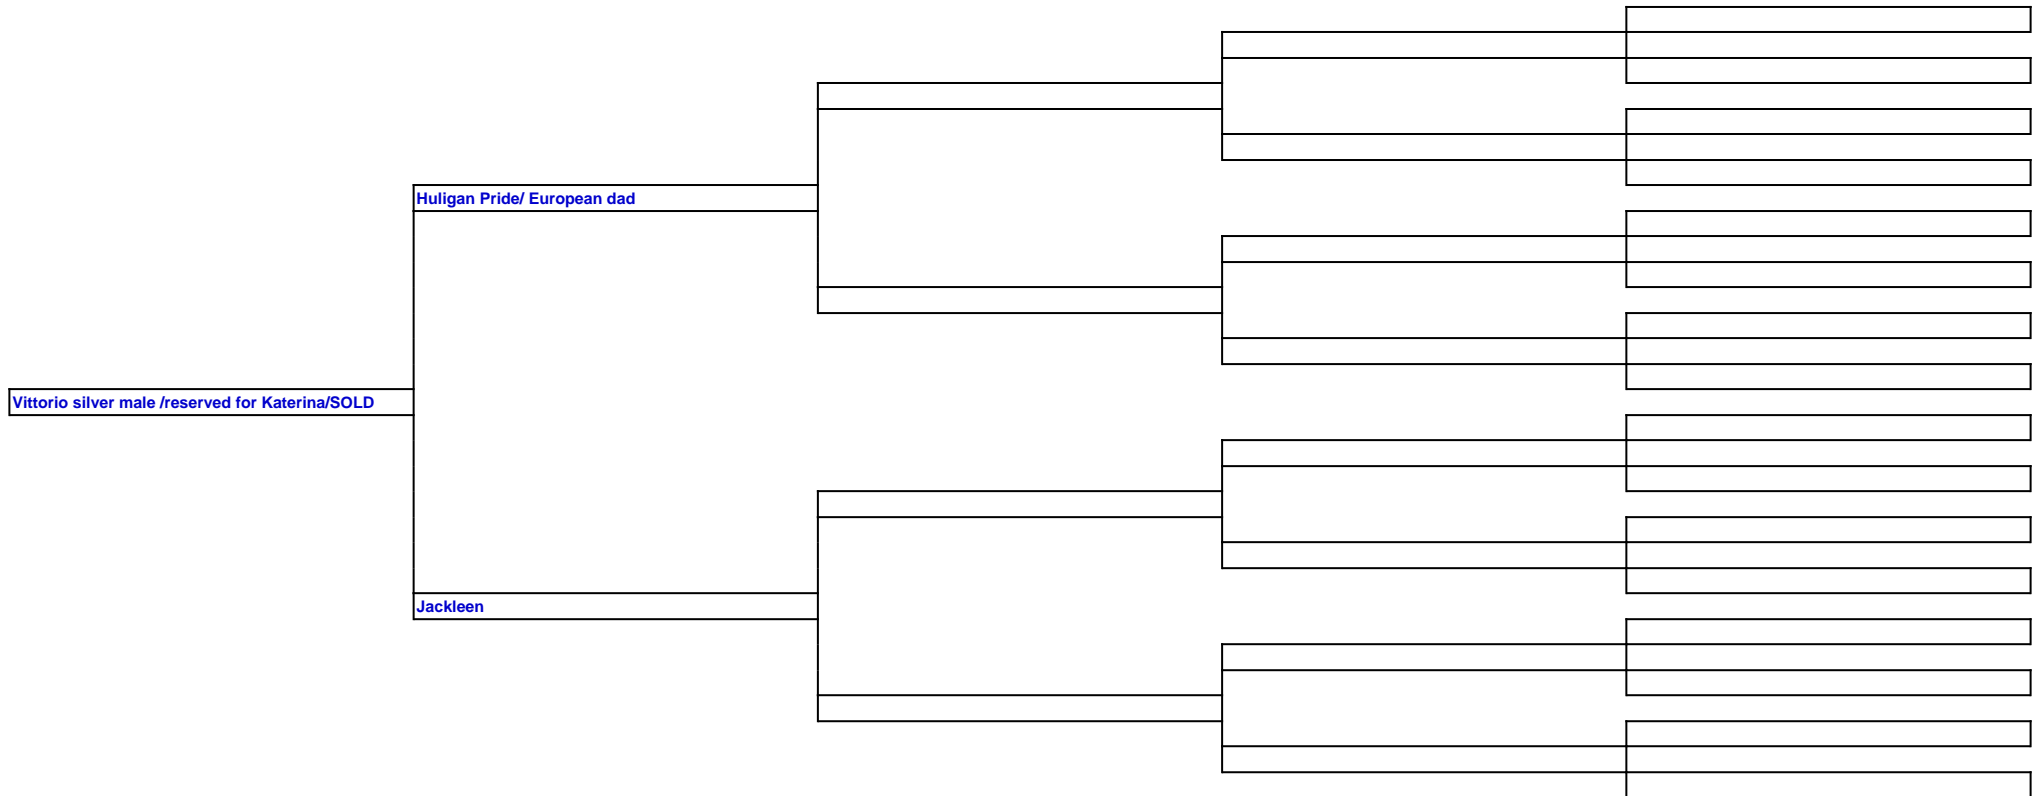 Huligan Pride/ European dad
Vittorio silver male /reserved for Katerina/SOLD
Jackleen